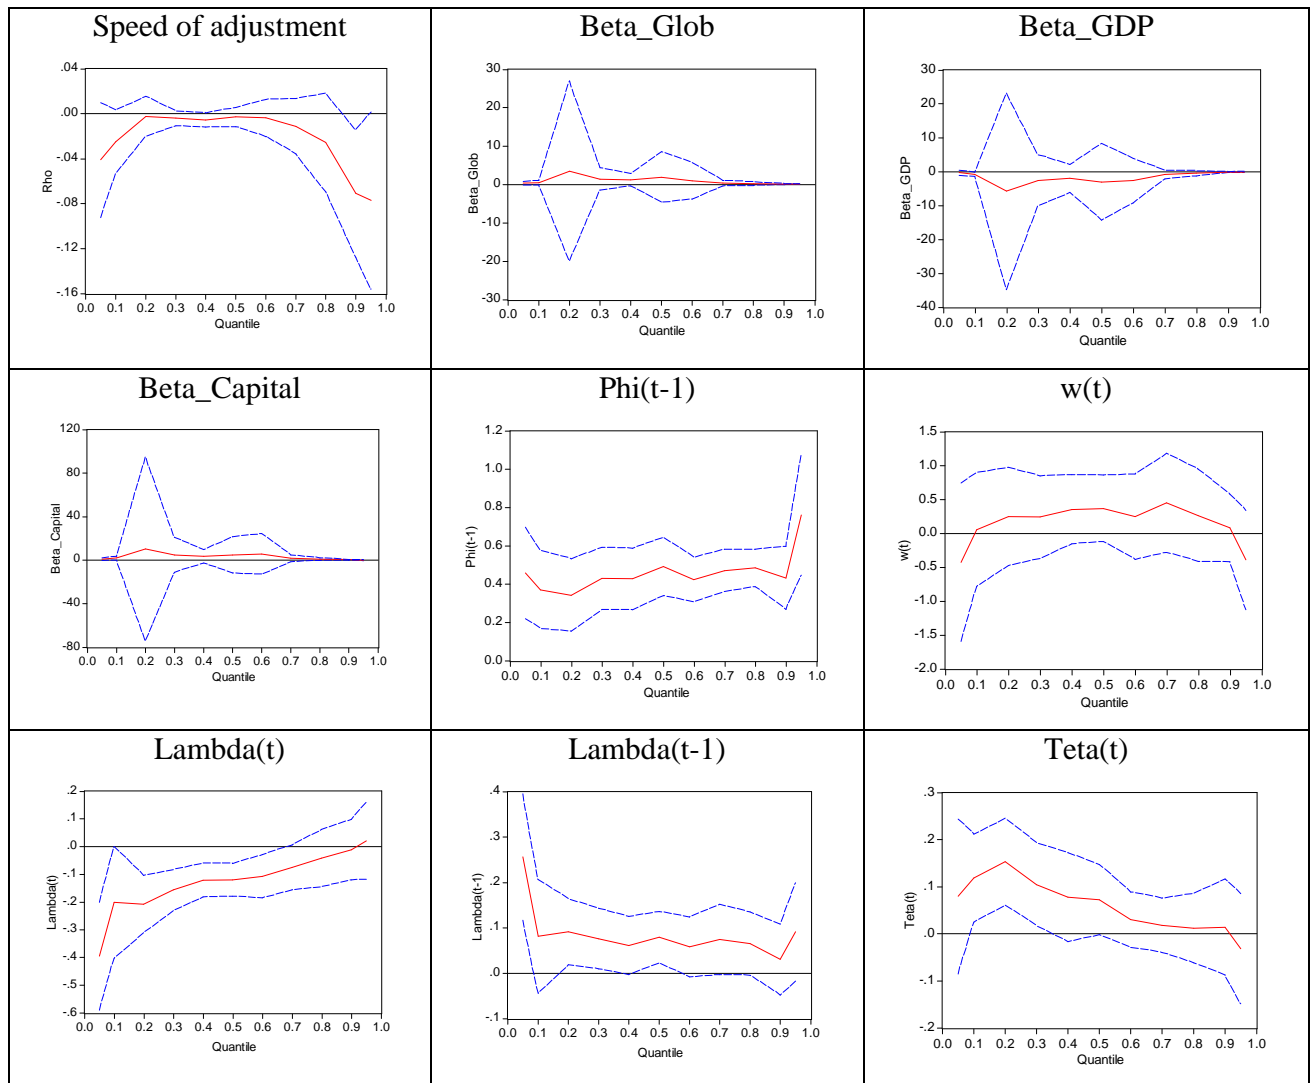 Speed of adjustment
.04
.00
-.04
-.08
-.12
-.16
Rho
0.0 0.1 0.2 0.3 0.4 0.5 0.6 0.7 0.8 0.9 1.0
Quantile
Beta_Glob
30
20
10
0
-10
-20
-30
Beta_Glob
0.0 0.1 0.2 0.3 0.4 0.5 0.6 0.7 0.8 0.9 1.0
Quantile
Beta_GDP
30
20
10
0
-10
-20
-30
-40
Beta_GDP
0.0 0.1 0.2 0.3 0.4 0.5 0.6 0.7 0.8 0.9 1.0
Quantile
Beta_Capital
120
80
40
0
-40
-80
Beta_Capital
0.0 0.1 0.2 0.3 0.4 0.5 0.6 0.7 0.8 0.9 1.0
Quantile
Phi(t-1)
1.2
1.0
0.8
0.6
0.4
0.2
0.0
Phi(t-1)
0.0 0.1 0.2 0.3 0.4 0.5 0.6 0.7 0.8 0.9 1.0
Quantile
w(t)
1.5
1.0
0.5
0.0
-0.5
-1.0
-1.5
-2.0
w(t)
0.0 0.1 0.2 0.3 0.4 0.5 0.6 0.7 0.8 0.9 1.0
Quantile
Lambda(t)
.2
.1
.0
-.1
-.2
-.3
-.4
-.5
-.6
Lambda(t)
0.0 0.1 0.2 0.3 0.4 0.5 0.6 0.7 0.8 0.9 1.0
Quantile
Lambda(t-1)
.4
.3
.2
.1
.0
-.1
Lambda(t-1)
0.0 0.1 0.2 0.3 0.4 0.5 0.6 0.7 0.8 0.9 1.0
Quantile
Teta(t)
.3
.2
.1
.0
-.1
-.2
Teta(t)
0.0 0.1 0.2 0.3 0.4 0.5 0.6 0.7 0.8 0.9 1.0
Quantile